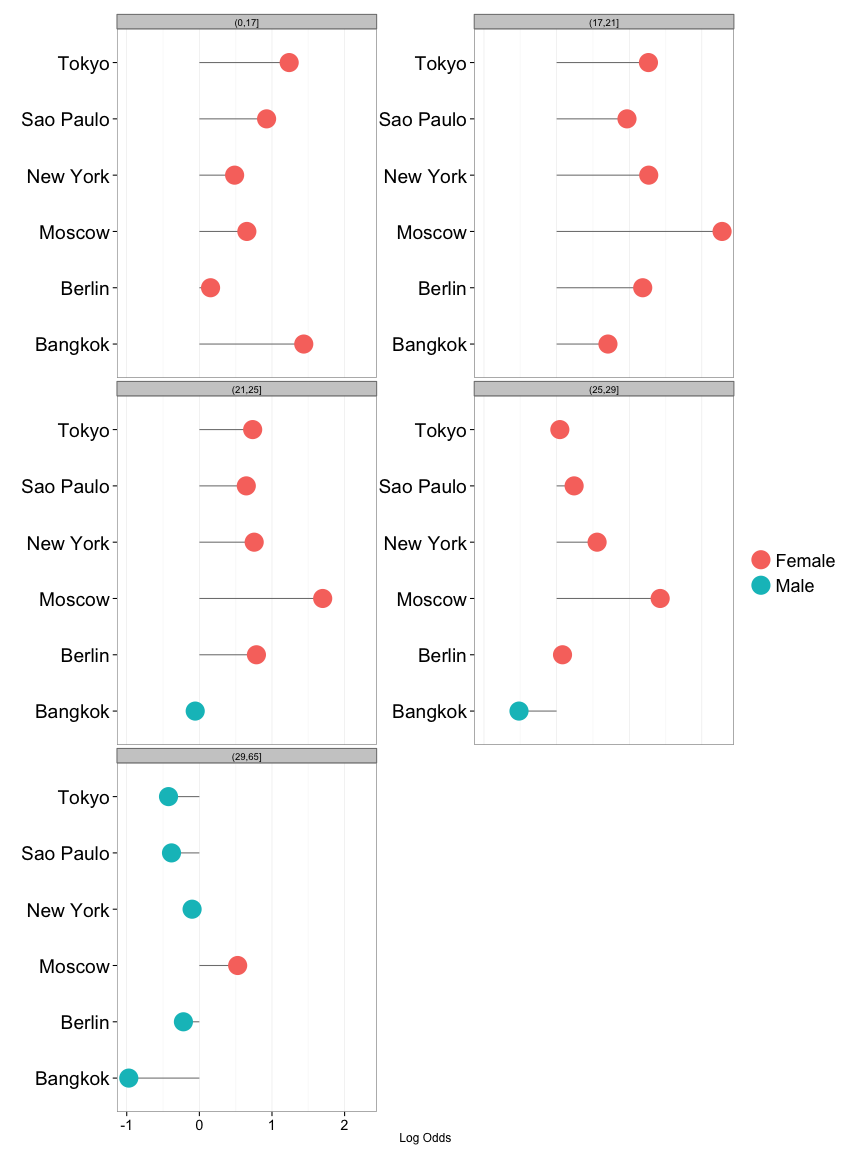 (0,17]
Tokyo
Sao Paulo
New York
Moscow
Berlin
Bangkok
(17,21]
Tokyo
Sao Paulo
New York
Moscow
Berlin
Bangkok
(21,25]
Tokyo
Sao Paulo
New York
Moscow
Berlin
Bangkok
(25,29]
Tokyo
Sao Paulo
New York
Moscow
Berlin
Bangkok
Female
Male
(29,65]
Tokyo
Sao Paulo
New York
Moscow
Berlin
Bangkok
-1 0 1 2
Log Odds